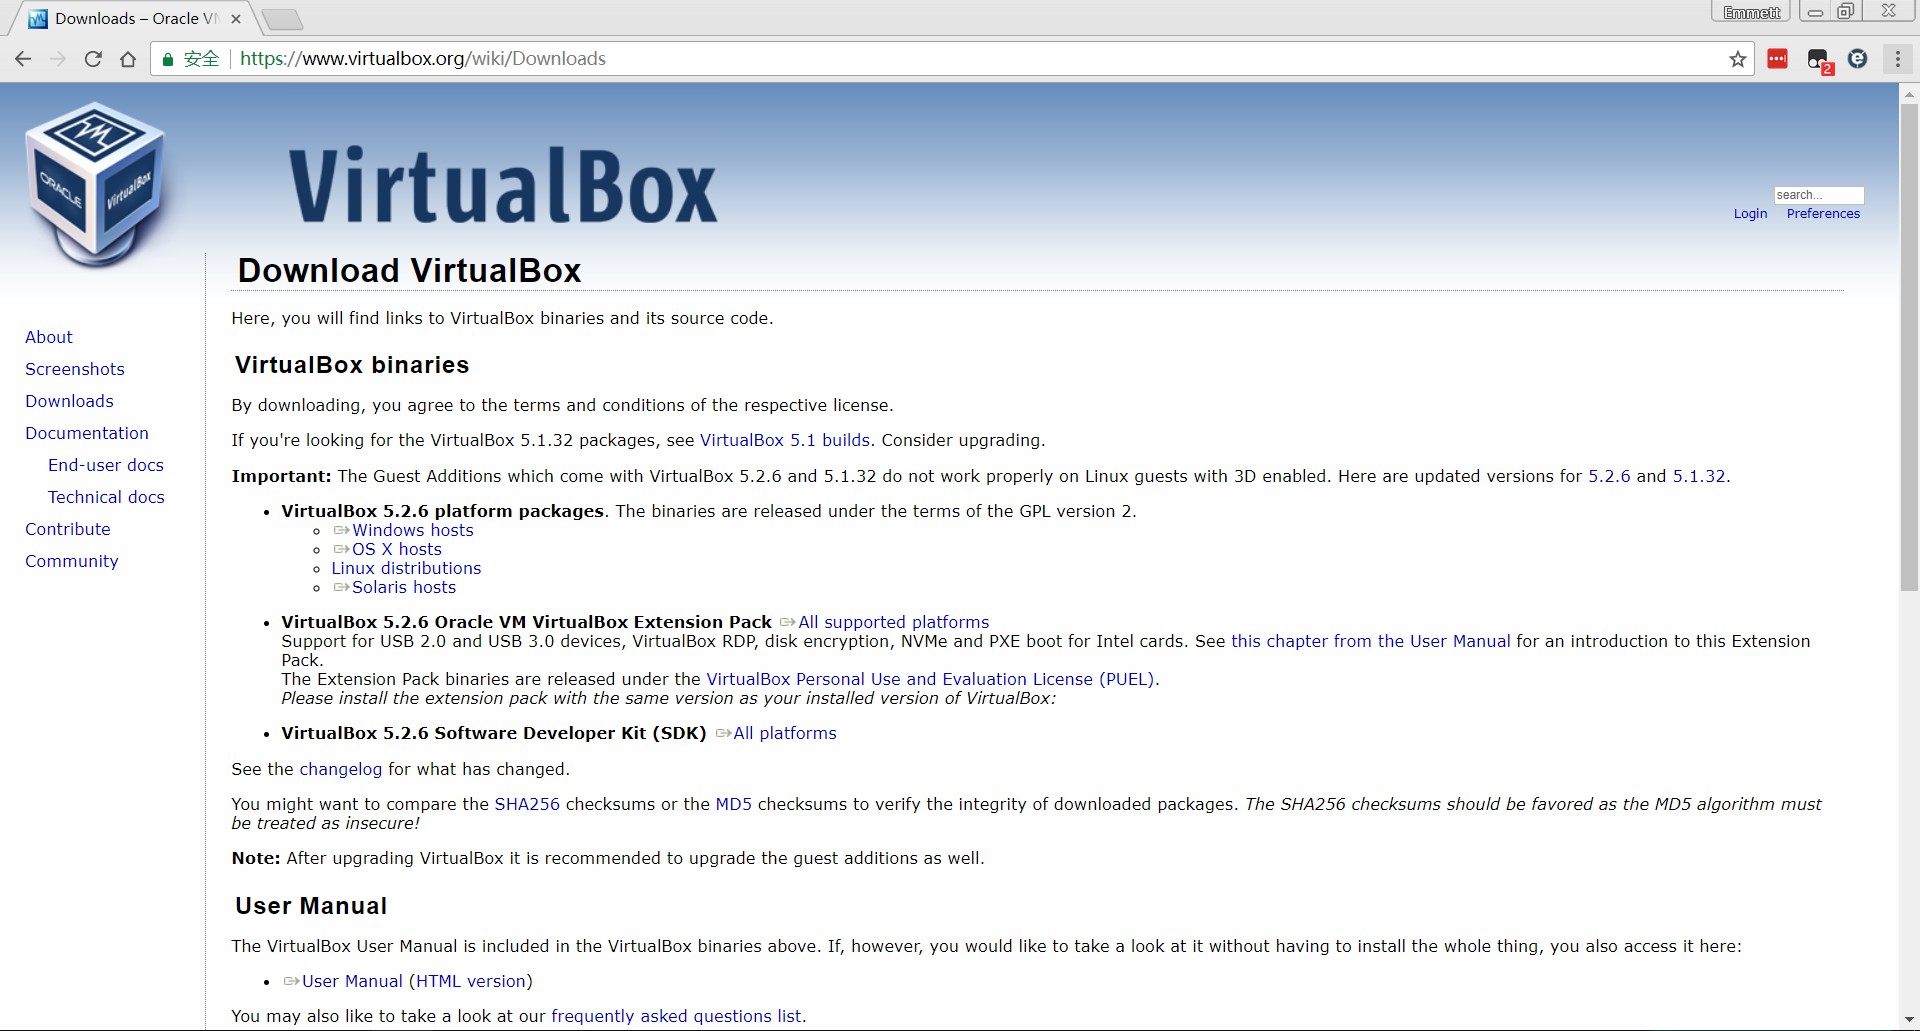 Downloads – Oracle VM
Emmett
安全 https://www.virtualbox.org/wiki/Downloads
2
ORACLE
VirtualBox
VirtualBox
search...
Login Preferences
About
Screenshots
Downloads
Documentation
End-user docs
Technical docs
Contribute
Community
Download VirtualBox
Here, you will find links to VirtualBox binaries and its source code.
VirtualBox binaries
By downloading, you agree to the terms and conditions of the respective license.
If you're looking for the VirtualBox 5.1.32 packages, see VirtualBox 5.1 builds. Consider upgrading.
Important: The Guest Additions which come with VirtualBox 5.2.6 and 5.1.32 do not work properly on Linux guests with 3D enabled. Here are updated versions for 5.2.6 and 5.1.32.
VirtualBox 5.2.6 platform packages. The binaries are released under the terms of the GPL version 2.
Windows hosts
OS X hosts
Linux distributions
Solaris hosts
VirtualBox 5.2.6 Oracle VM VirtualBox Extension Pack All supported platforms
Support for USB 2.0 and USB 3.0 devices, VirtualBox RDP, disk encryption, NVMe and PXE boot for Intel cards. See this chapter from the User Manual for an introduction to this Extension
Pack.
The Extension Pack binaries are released under the VirtualBox Personal Use and Evaluation License (PUEL).
Please install the extension pack with the same version as your installed version of VirtualBox:
VirtualBox 5.2.6 Software Developer Kit (SDK) All platforms
See the changelog for what has changed.
You might want to compare the SHA256 checksums or the MD5 checksums to verify the integrity of downloaded packages. The SHA256 checksums should be favored as the MD5 algorithm must
be treated as insecure!
Note: After upgrading VirtualBox it is recommended to upgrade the guest additions as well.
User Manual
The VirtualBox User Manual is included in the VirtualBox binaries above. If, however, you would like to take a look at it without having to install the whole thing, you also access it here:
User Manual (HTML version)
You may also like to take a look at our frequently asked questions list.